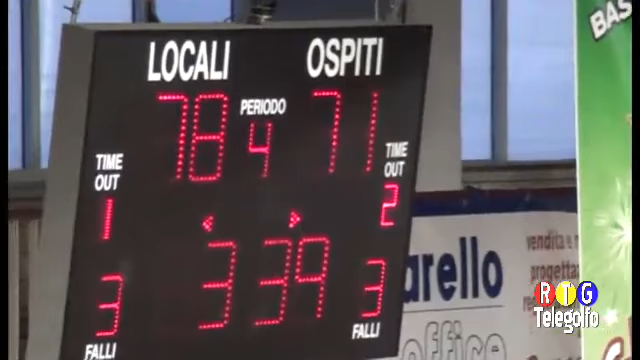 LOCALI OSPITI
78 PERIODO 71
4
TIME OUT TIME OUT
1 2
3 3 39 3
FALLI FALLI
BAS
arello
office
vendita e
progettaz
RTG
Telegolfo